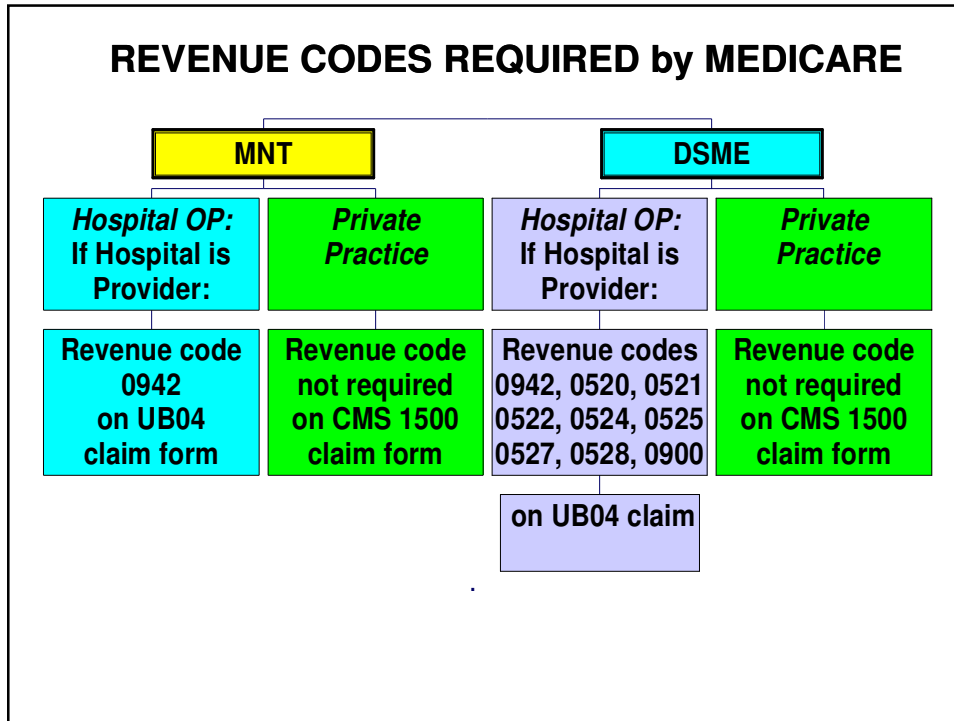 REVENUE CODES REQUIRED by MEDICARE
MNT
DSME
Hospital OP:
If Hospital is
Provider:
Private
Practice
Hospital OP:
If Hospital is
Provider:
Private
Practice
Revenue code
0942
on UB04
claim form
Revenue code
not required
on CMS 1500
claim form
Revenue codes
0942, 0520, 0521
0522, 0524, 0525
0527, 0528, 0900
Revenue code
not required
on CMS 1500
claim form
on UB04 claim
.